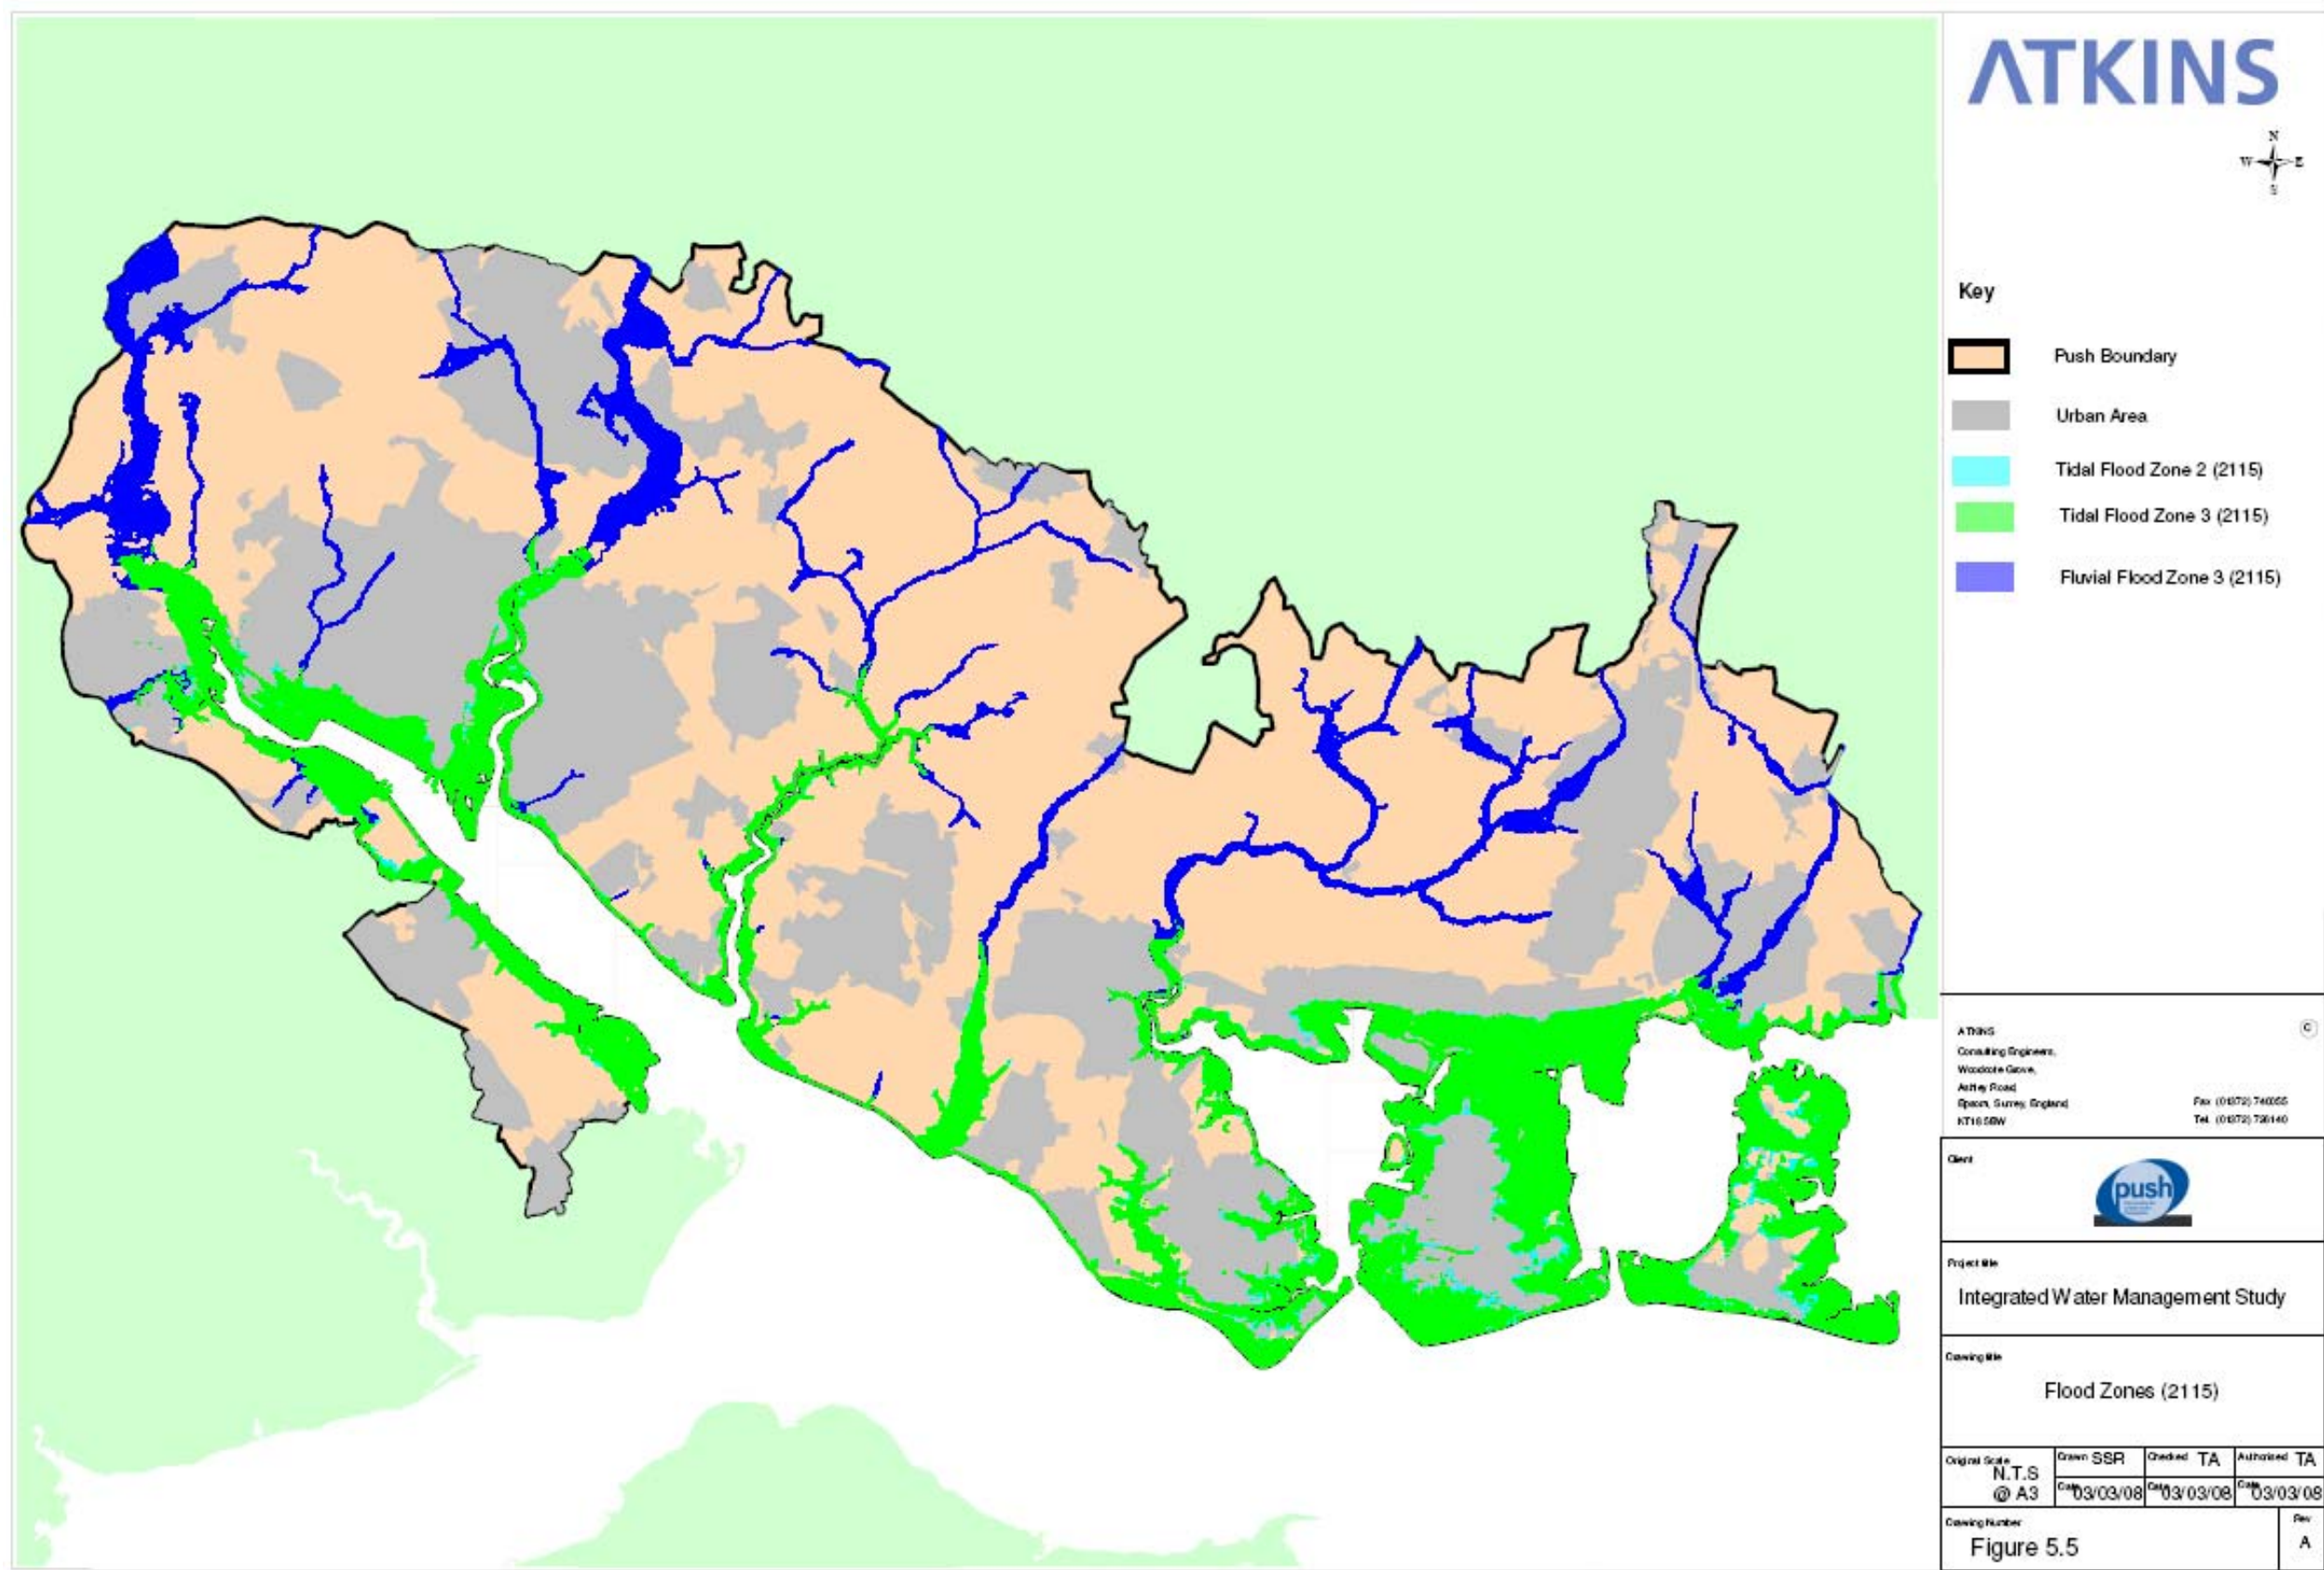 ATKINS
N
W E
S
Key
Push Boundary
Urban Area
Tidal Flood Zone 2 (2115)
Tidal Flood Zone 3 (2115)
Fluvial Flood Zone 3 (2115)
ATKINS
Consulting Engineers,
Woodcote Grove,
Ashley Road,
Epsom, Surrey, England
KT18 5BW
Tel. (01372) 726140
©
Client
push
Project title
Integrated Water Management Study
Drawing title
Flood Zones (2115)
Original Scale
N.T.S
@ A3
Drawn SSR
Checked TA
Authorised TA
Date 03/03/08
Date 03/03/08
Date 03/03/08
Drawing Number
Figure 5.5
Rev
A